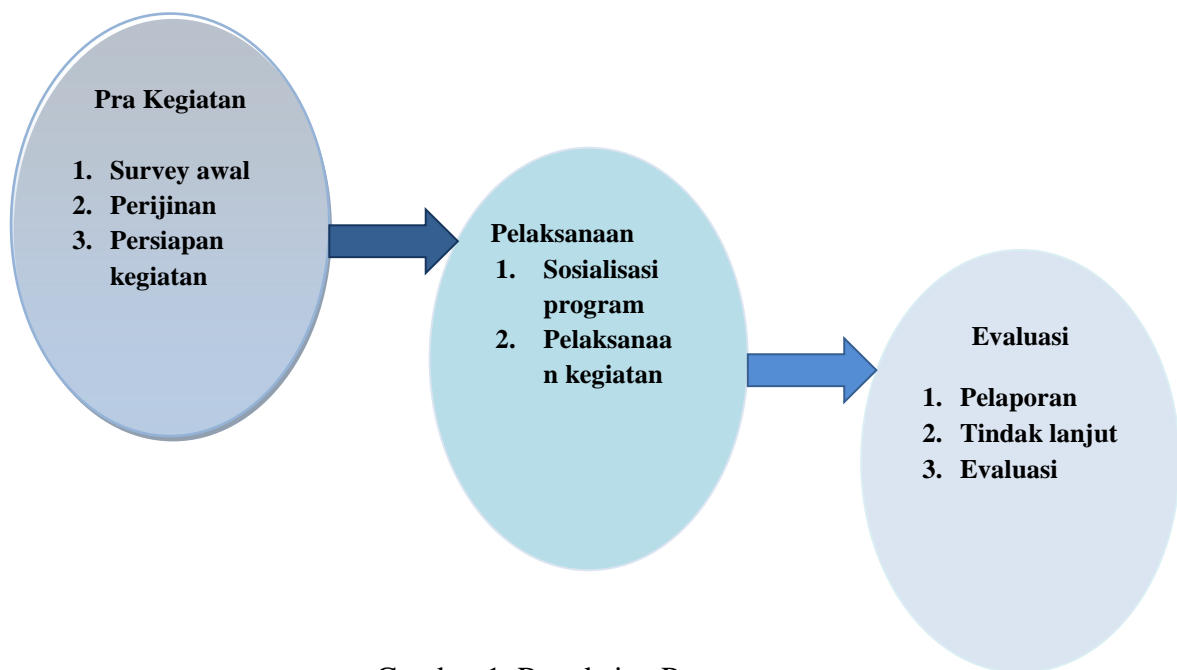 Pra Kegiatan
1. Survey awal
2. Perijinan
3. Persiapan
kegiatan
Pelaksanaan
1. Sosialisasi
program
2. Pelaksanaa
n kegiatan
Evaluasi
1. Pelaporan
2. Tindak lanjut
3. Evaluasi